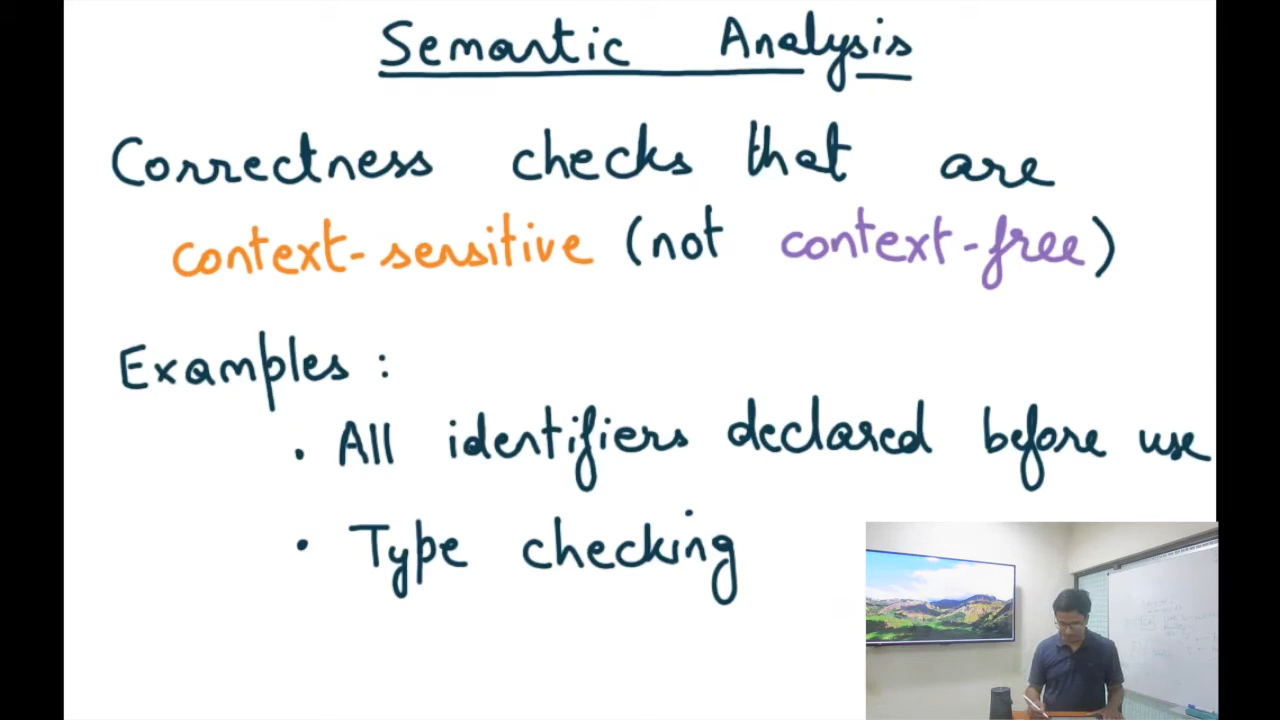 Semantic Analysis
Correctness checks that are
context-sensitive (not context-free)
Examples :
• All identifiers declared before use
• Type checking